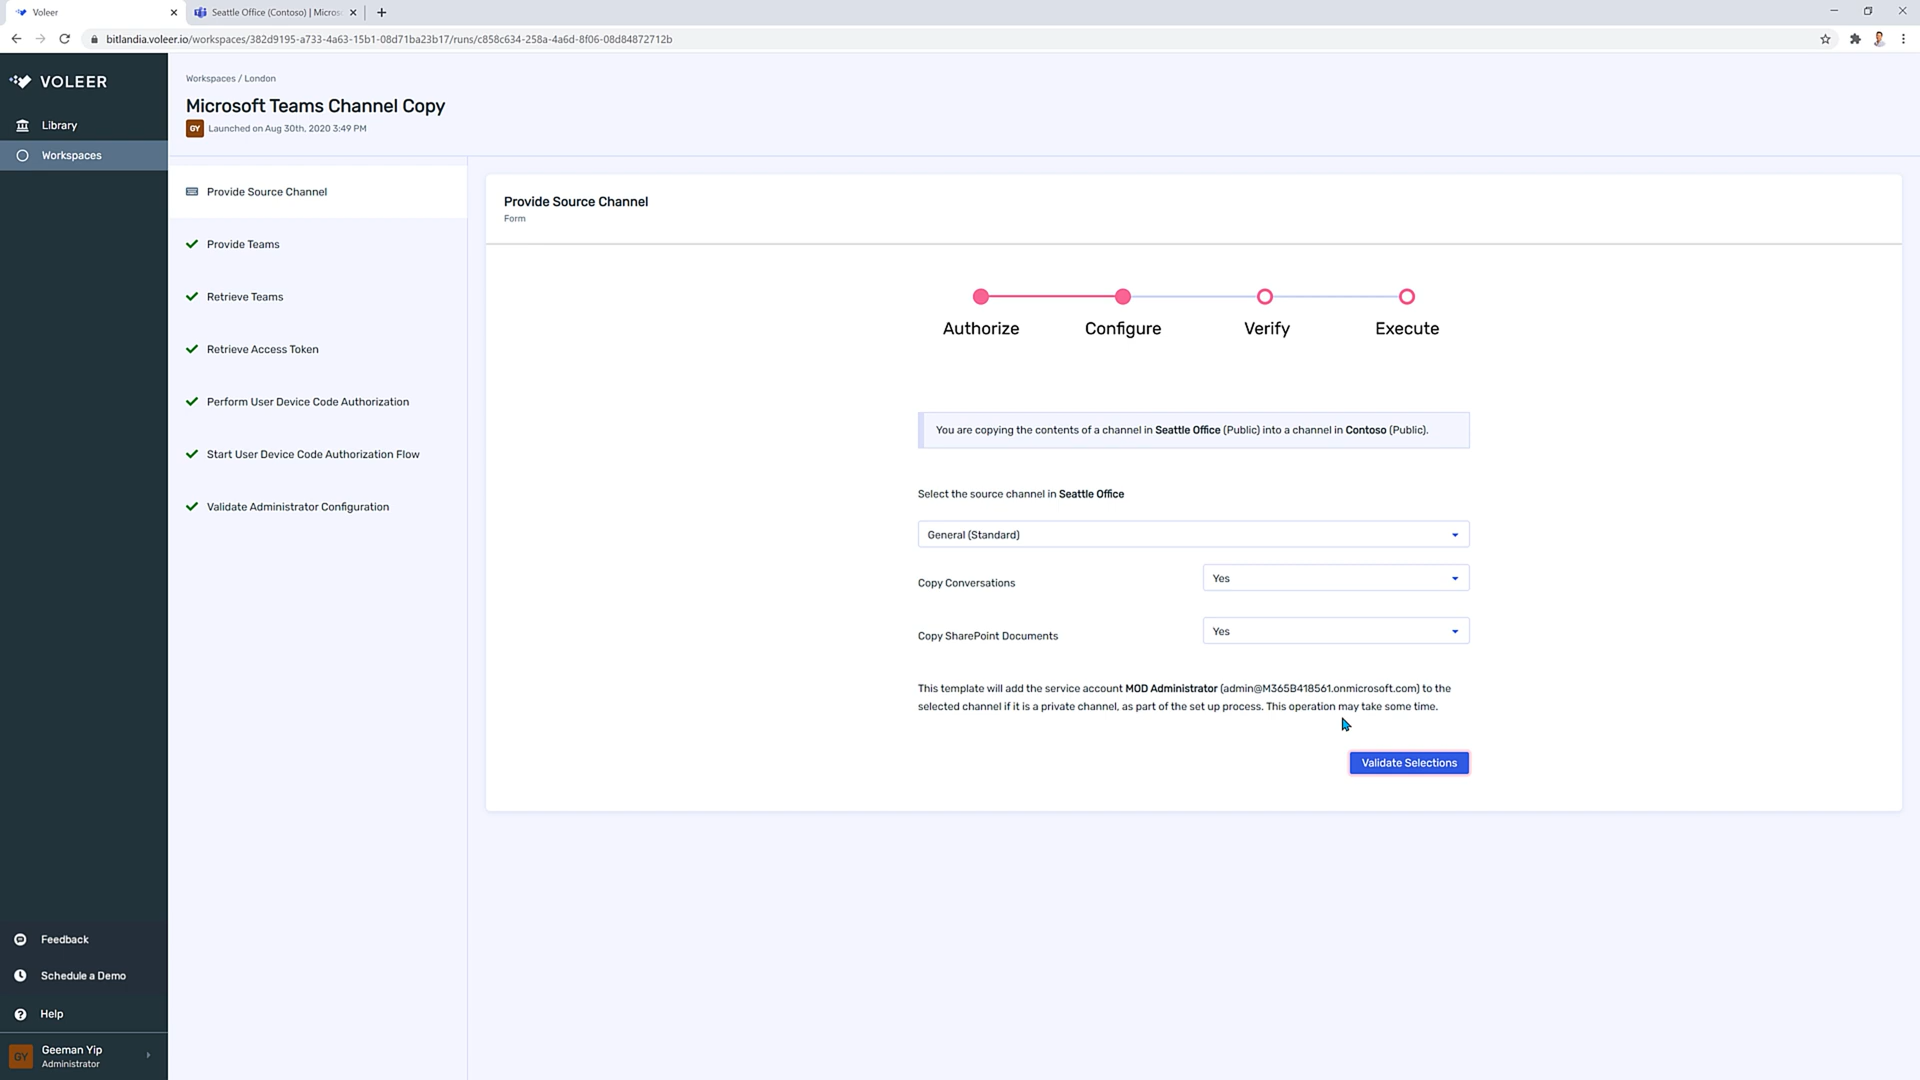 Voleer
Seattle Office (Contoso) | Micros
bitlandia.voleer.io/workspaces/382d9195-a733-4a63-15b1-08d71ba23b17/runs/c858c634-258a-4a6d-8f06-08d84872712b
VOLEER
Library
Workspaces
Workspaces / London
Microsoft Teams Channel Copy
GY Launched on Aug 30th, 2020 3:49 PM
Provide Source Channel
Provide Teams
Retrieve Teams
Retrieve Access Token
Perform User Device Code Authorization
Start User Device Code Authorization Flow
Validate Administrator Configuration
Provide Source Channel
Form
Authorize Configure Verify Execute
You are copying the contents of a channel in Seattle Office (Public) into a channel in Contoso (Public).
Select the source channel in Seattle Office
General (Standard)
Copy Conversations Yes
Copy SharePoint Documents Yes
This template will add the service account MOD Administrator (admin@M365B418561.onmicrosoft.com) to the
selected channel if it is a private channel, as part of the set up process. This operation may take some time.
Validate Selections
Feedback
Schedule a Demo
Help
GY Geeman Yip
Administrator